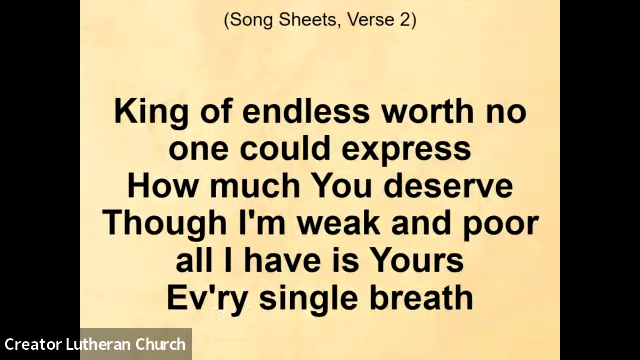 (Song Sheets, Verse 2)
King of endless worth no
one could express
How much You deserve
Though I'm weak and poor
all I have is Yours
Ev'ry single breath
Creator Lutheran Church